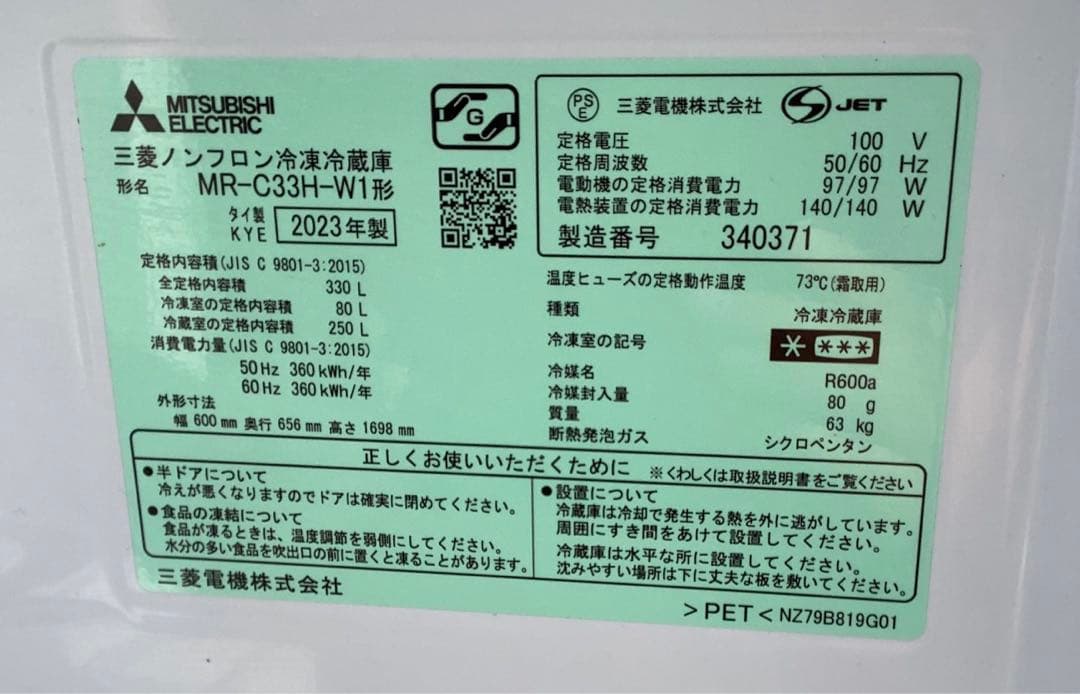 MITSUBISHI
ELECTRIC
三菱ノンフロン冷凍冷蔵庫
形名 MR-C33H-W1形
タイ製
KYE 2023年製
定格内容積(JIS C 9801-3:2015)
全定格内容積 330 L
冷凍室の定格内容積 80 L
冷蔵室の定格内容積 250 L
消費電力量(JIS C 9801-3:2015)
50Hz 360kWh/年
60Hz 360kWh/年
外形寸法
幅 600mm 奥行 656mm 高さ 1698mm
G
PS
E
三菱電機株式会社
JET
定格電圧 100 V
定格周波数 50/60 Hz
電動機の定格消費電力 97/97 W
電熱装置の定格消費電力 140/140 W
製造番号 340371
温度ヒューズの定格動作温度 73℃(霜取用)
種類 冷凍冷蔵庫
冷凍室の記号 * ***
冷媒名 R600a
冷媒封入量 80 g
質量 63 kg
断熱発泡ガス シクロペンタン
正しくお使いいただくために ※くわしくは取扱説明書をご覧ください
●半ドアについて
冷えが悪くなりますのでドアは確実に閉めてください。
●食品の凍結について
食品が凍るときは、温度調節を弱側にしてください。
水分の多い食品を吹出口の前に置くと凍ることがあります。
●設置について
冷蔵庫は冷却で発生する熱を外に逃がしています。
周囲にすき間をあけて設置してください。
冷蔵庫は水平な所に設置してください。
沈みやすい場所は下に丈夫な板を敷いてください。
三菱電機株式会社
>PET< NZ79B819G01